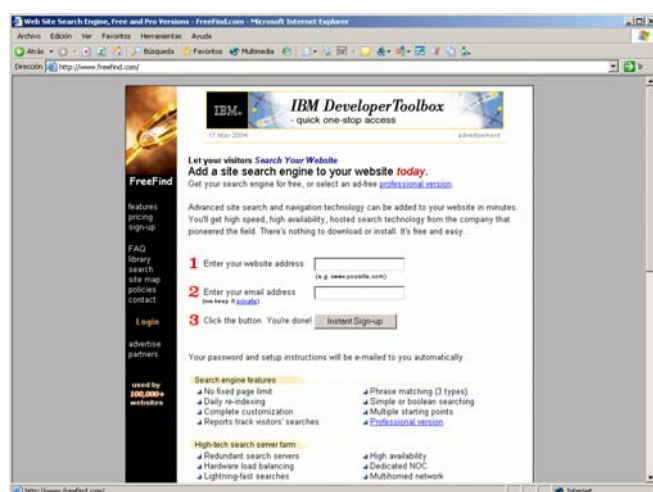 Web Site Search Engine, Free and Pro Versions - FreeFind.com - Microsoft Internet Explorer
Archivo Edición Ver Favoritos Herramientas Ayuda
Atrás Búsqueda Favoritos Multimedia
Dirección http://www.freefind.com/
IBM.
IBM DeveloperToolbox
- quick one-stop access
17 May 2004
advertisement
FreeFind
features
pricing
sign-up
FAQ
library
search
site map
policies
contact
Login
advertise
partners
used by
100,000+
websites
Let your visitors Search Your Website
Add a site search engine to your website today.
Get your search engine for free, or select an ad-free professional version.
Advanced site search and navigation technology can be added to your website in minutes.
You'll get high speed, high availability, hosted search technology from the company that
pioneered the field. There's nothing to download or install. It's free and easy.
1 Enter your website address
(e.g. www.yoursite.com)
2 Enter your email address
(we keep it private)
3 Click the button. You're done! Instant Sign-up
Your password and setup instructions will be e-mailed to you automatically.
Search engine features
No fixed page limit
Daily re-indexing
Complete customization
Reports track visitors' searches
Phrase matching (3 types)
Simple or boolean searching
Multiple starting points
Professional version
High-tech search server farm
Redundant search servers
Hardware load balancing
Lightning-fast searches
High availability
Dedicated NOC
Multihomed network
http://www.freefind.com/
Internet